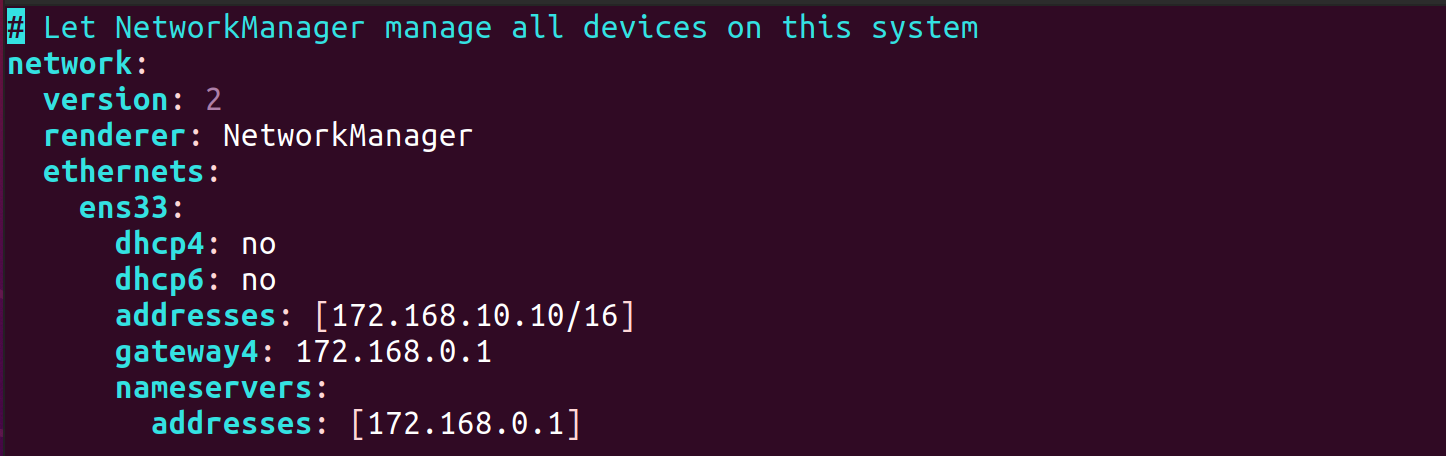 # Let NetworkManager manage all devices on this system
network:
  version: 2
  renderer: NetworkManager
  ethernets:
    ens33:
      dhcp4: no
      dhcp6: no
      addresses: [172.168.10.10/16]
      gateway4: 172.168.0.1
      nameservers:
        addresses: [172.168.0.1]